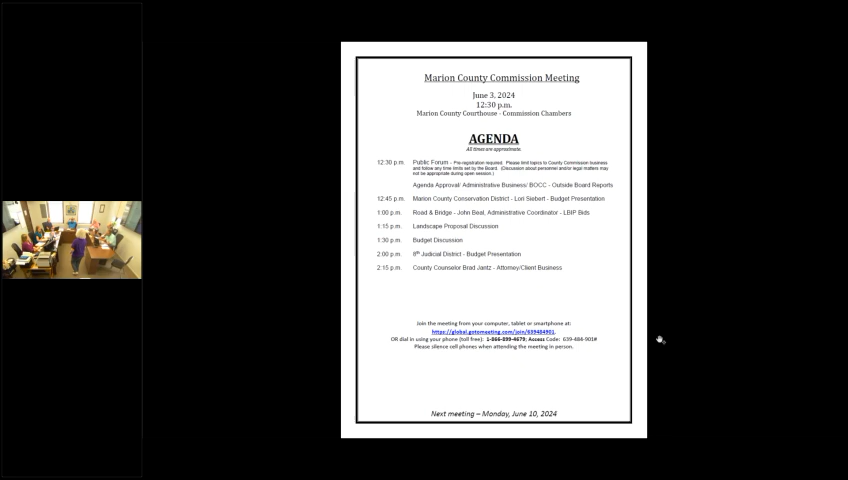 Marion County Commission Meeting
June 3, 2024
12:30 p.m.
Marion County Courthouse - Commission Chambers
AGENDA
All times are approximate.
12:30 p.m. Public Forum - Pre-registration required. Please limit topics to County Commission business
and follow any time limits set by the Board. (Discussion about personnel and/or legal matters may
not be appropriate during open session.)
Agenda Approval/ Administrative Business/ BOCC - Outside Board Reports
12:45 p.m. Marion County Conservation District - Lori Siebert - Budget Presentation
1:00 p.m. Road & Bridge - John Beal, Administrative Coordinator - LBIP Bids
1:15 p.m. Landscape Proposal Discussion
1:30 p.m. Budget Discussion
2:00 p.m. 8th Judicial District - Budget Presentation
2:15 p.m. County Counselor Brad Jantz - Attorney/Client Business
Join the meeting from your computer, tablet or smartphone at:
https://global.gotomeeting.com/join/639484901.
OR dial in using your phone (toll free): 1-866-899-4679; Access Code: 639-484-901#
Please silence cell phones when attending the meeting in person.
Next meeting – Monday, June 10, 2024